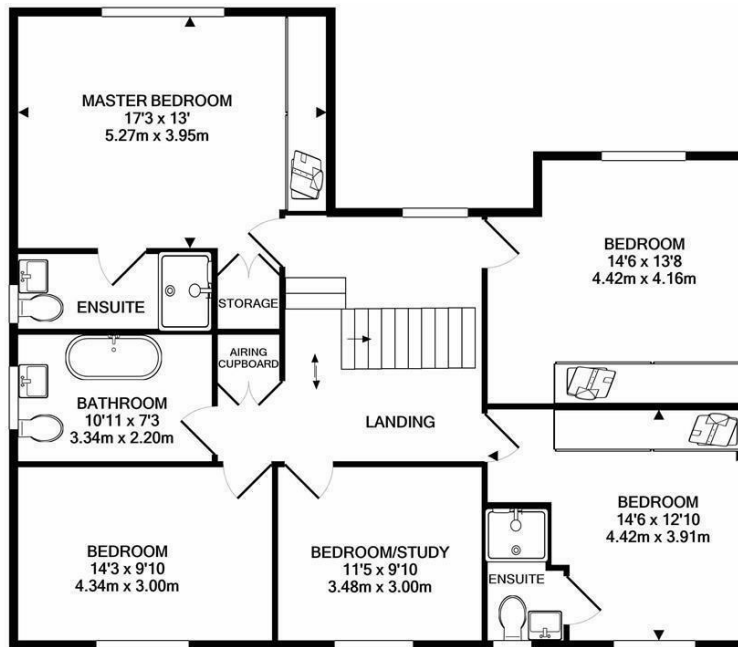 MASTER BEDROOM
17'3 x 13'
5.27m x 3.95m
BEDROOM
14'6 x 13'8
4.42m x 4.16m
ENSUITE
STORAGE
AIRING
CUPBOARD
BATHROOM
10'11 x 7'3
3.34m x 2.20m
LANDING
BEDROOM
14'6 x 12'10
4.42m x 3.91m
BEDROOM
14'3 x 9'10
4.34m x 3.00m
BEDROOM/STUDY
11'5 x 9'10
3.48m x 3.00m
ENSUITE